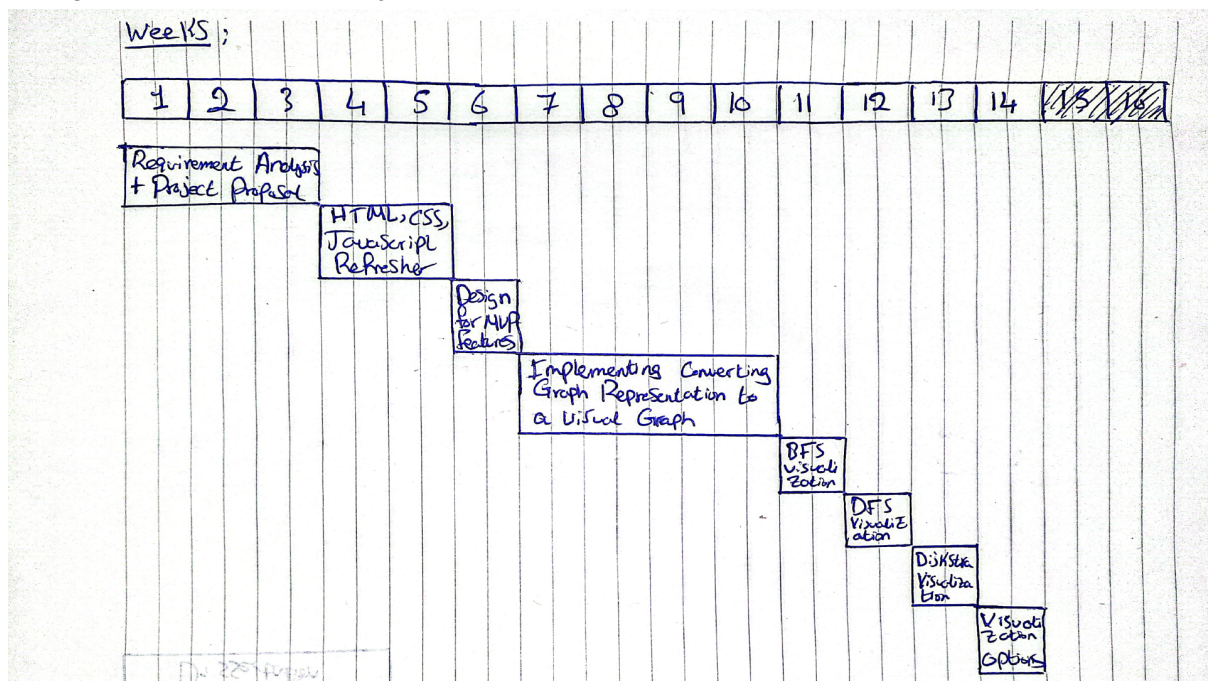 Weeks;
1 2 3 4 5 6 7 8 9 10 11 12 13 14 15 16
Requirement Analysis
+ Project Proposal
HTML, CSS,
JavaScript
Refresher
Design
for MVP
features
Implementing Converting
Graph Representation to
a Visual Graph
BFS
visuali
zation
DFS
VisualiZ
ation
Dijkstra
Visualiza
tion
Visuali
zation
options